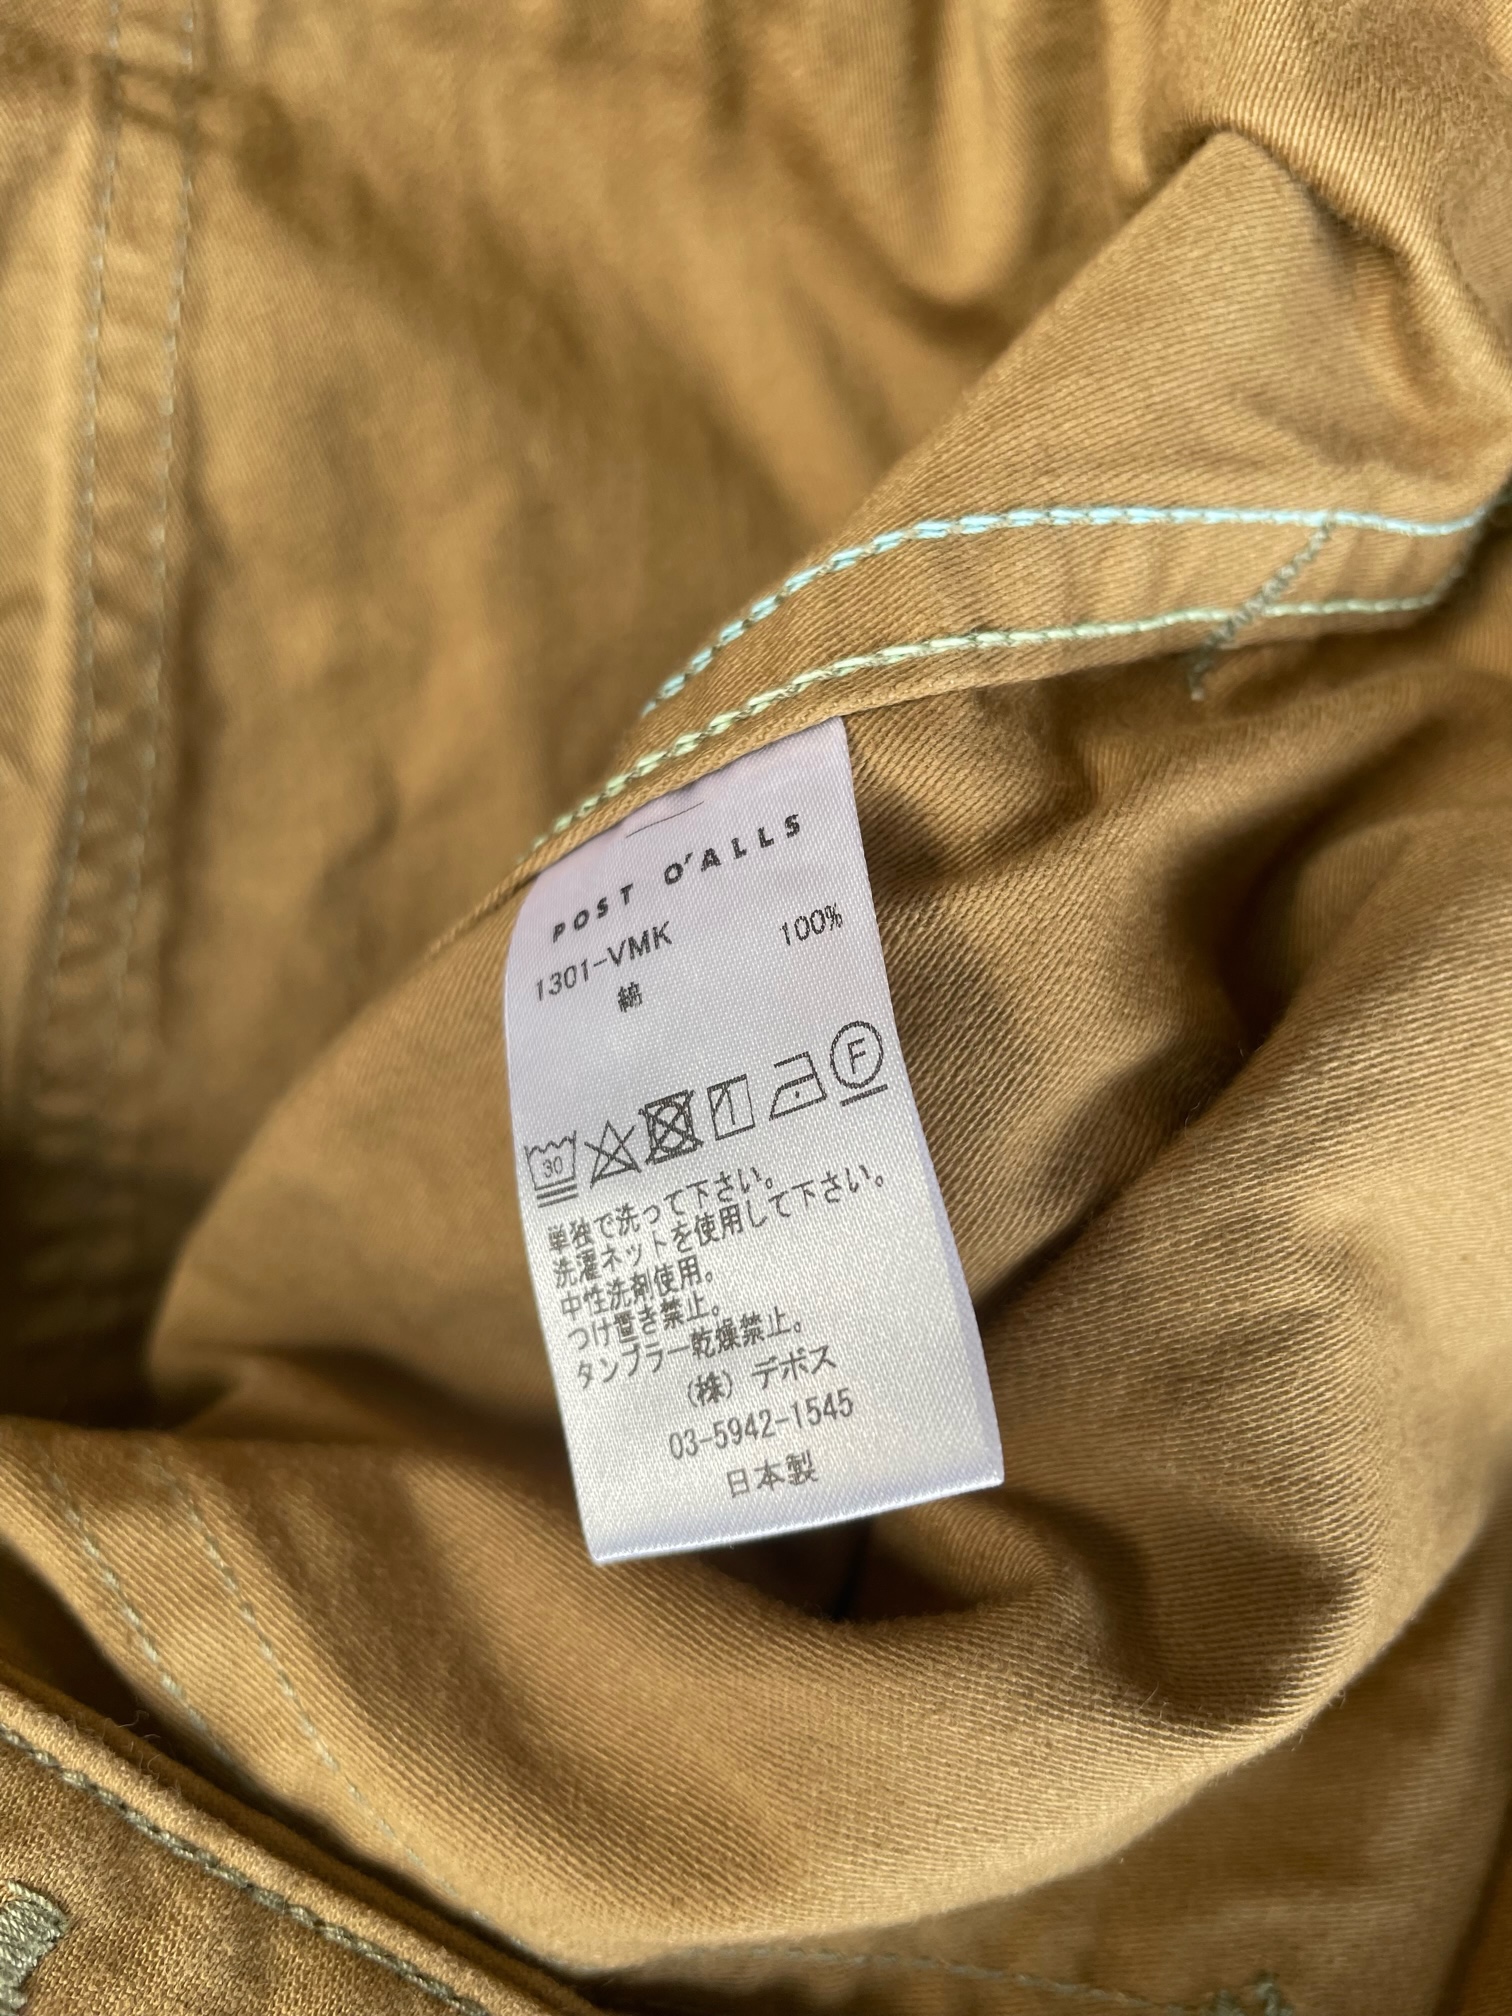 POST O'ALLS
1301-VMK
綿 100%
30
F
単独で洗って下さい。
洗濯ネットを使用して下さい。
中性洗剤使用。
つけ置き禁止。
タンブラー乾燥禁止。
(株) デボス
03-5942-1545
日本製